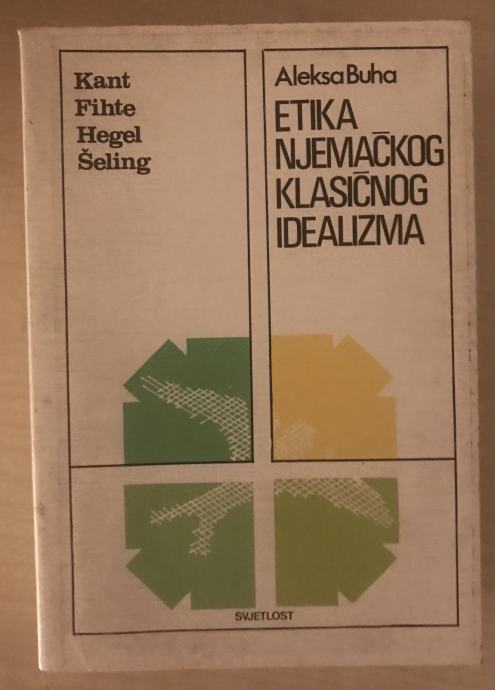 Kant
Fihte
Hegel
Šeling
Aleksa Buha
ETIKA
NJEMAČKOG
KLASIČNOG
IDEALIZMA
SVJETLOST